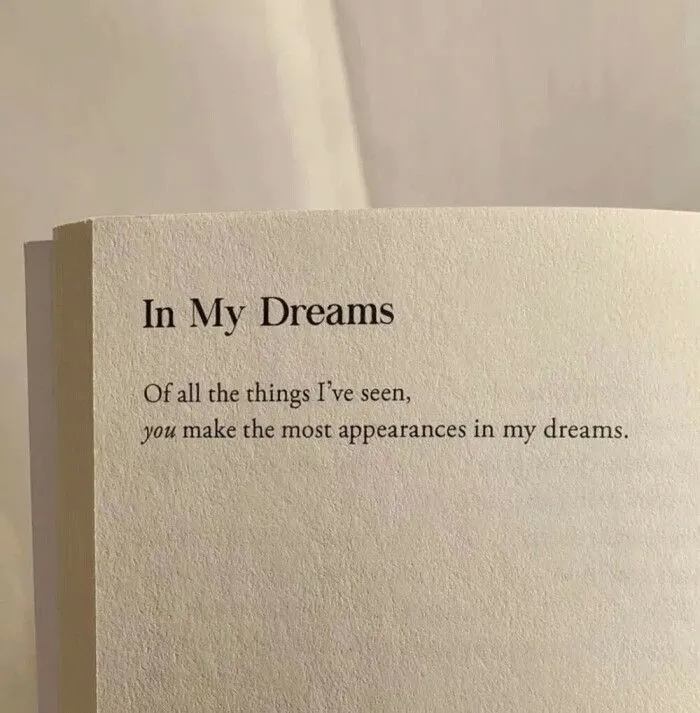 In My Dreams
Of all the things I’ve seen,
you make the most appearances in my dreams.